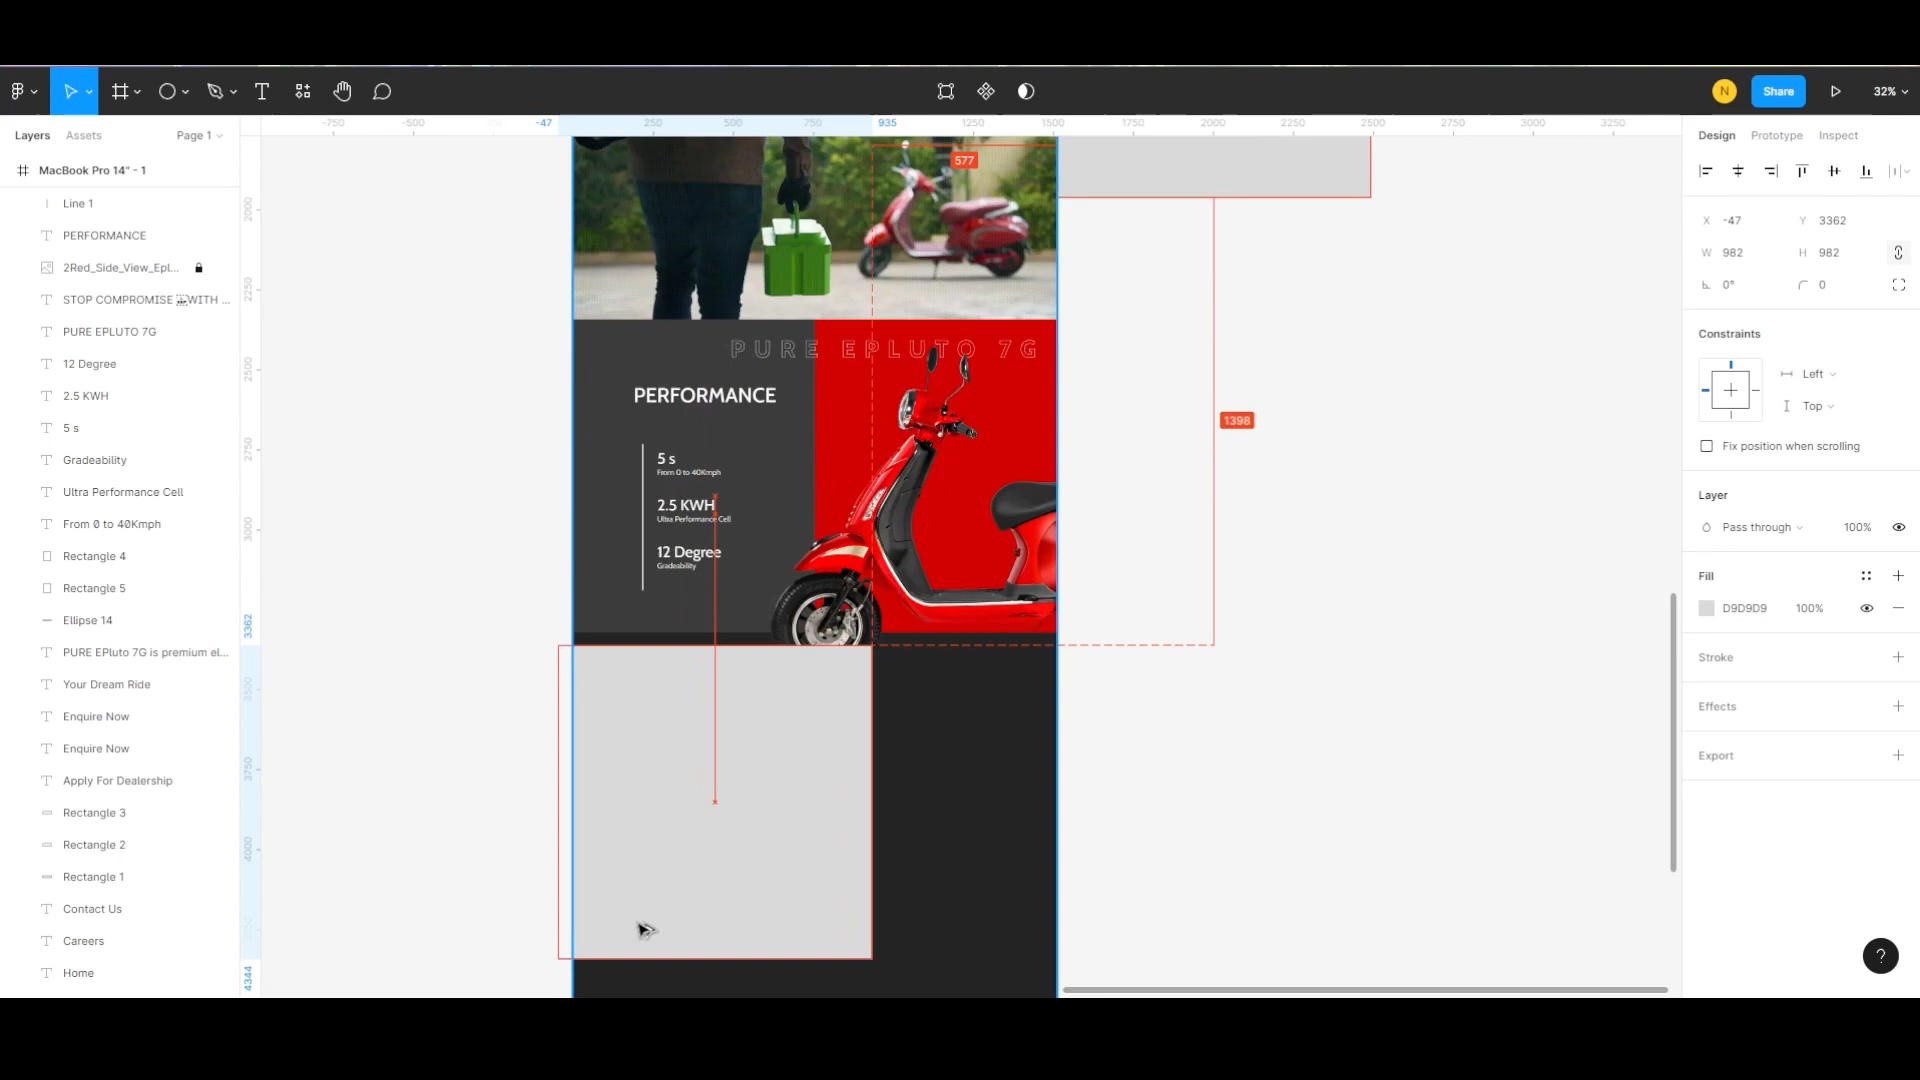 Share
32%
Layers
Assets
Page 1
MacBook Pro 14" - 1
Line 1
PERFORMANCE
2Red_Side_View_Epl...
STOP COMPROMISE WITH ...
PURE EPLUTO 7G
12 Degree
2.5 KWH
5 s
Gradeability
Ultra Performance Cell
From 0 to 40Kmph
Rectangle 4
Rectangle 5
Ellipse 14
PURE EPluto 7G is premium el...
Your Dream Ride
Enquire Now
Enquire Now
Apply For Dealership
Rectangle 3
Rectangle 2
Rectangle 1
Contact Us
Careers
Home
-750
-500
-47
250
500
750
935
1250
1500
1750
2000
2250
2500
2750
3000
3250
2000
2250
2500
2750
3000
3362
3500
3750
4000
4344
577
1398
PURE EPLUTO 7G
PERFORMANCE
5 s
From 0 to 40Kmph
2.5 KWH
Ultra Performance Cell
12 Degree
Gradeability
N
Design
Prototype
Inspect
X -47 Y 3362
W 982 H 982
0° 0
Constraints
Left
Top
Fix position when scrolling
Layer
Pass through 100%
Fill
D9D9D9 100%
Stroke
Effects
Export
?